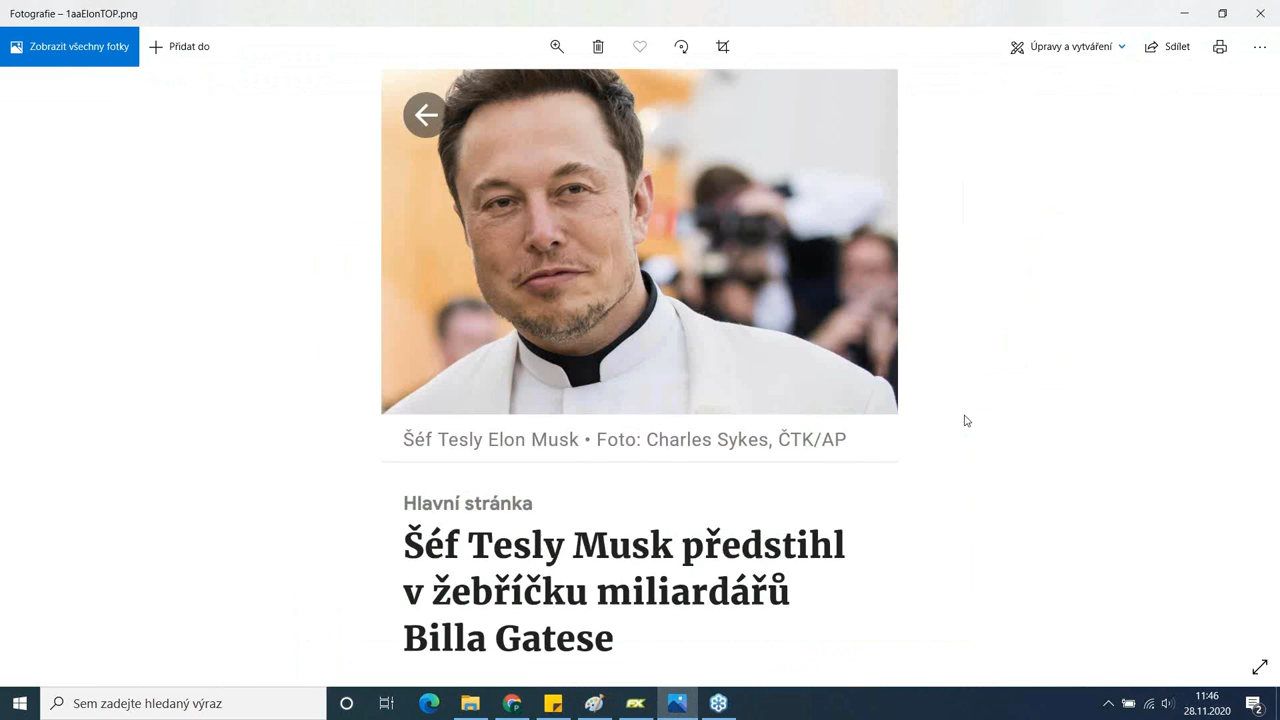 Fotografie – 1aaElonTOP.png
Zobrazit všechny fotky
Přidat do
Úpravy a vytváření
Sdílet
Šéf Tesly Elon Musk • Foto: Charles Sykes, ČTK/AP
Hlavní stránka
Šéf Tesly Musk předstihl
v žebříčku miliardářů
Billa Gatese
Sem zadejte hledaný výraz
FX
11:46
28.11.2020
2